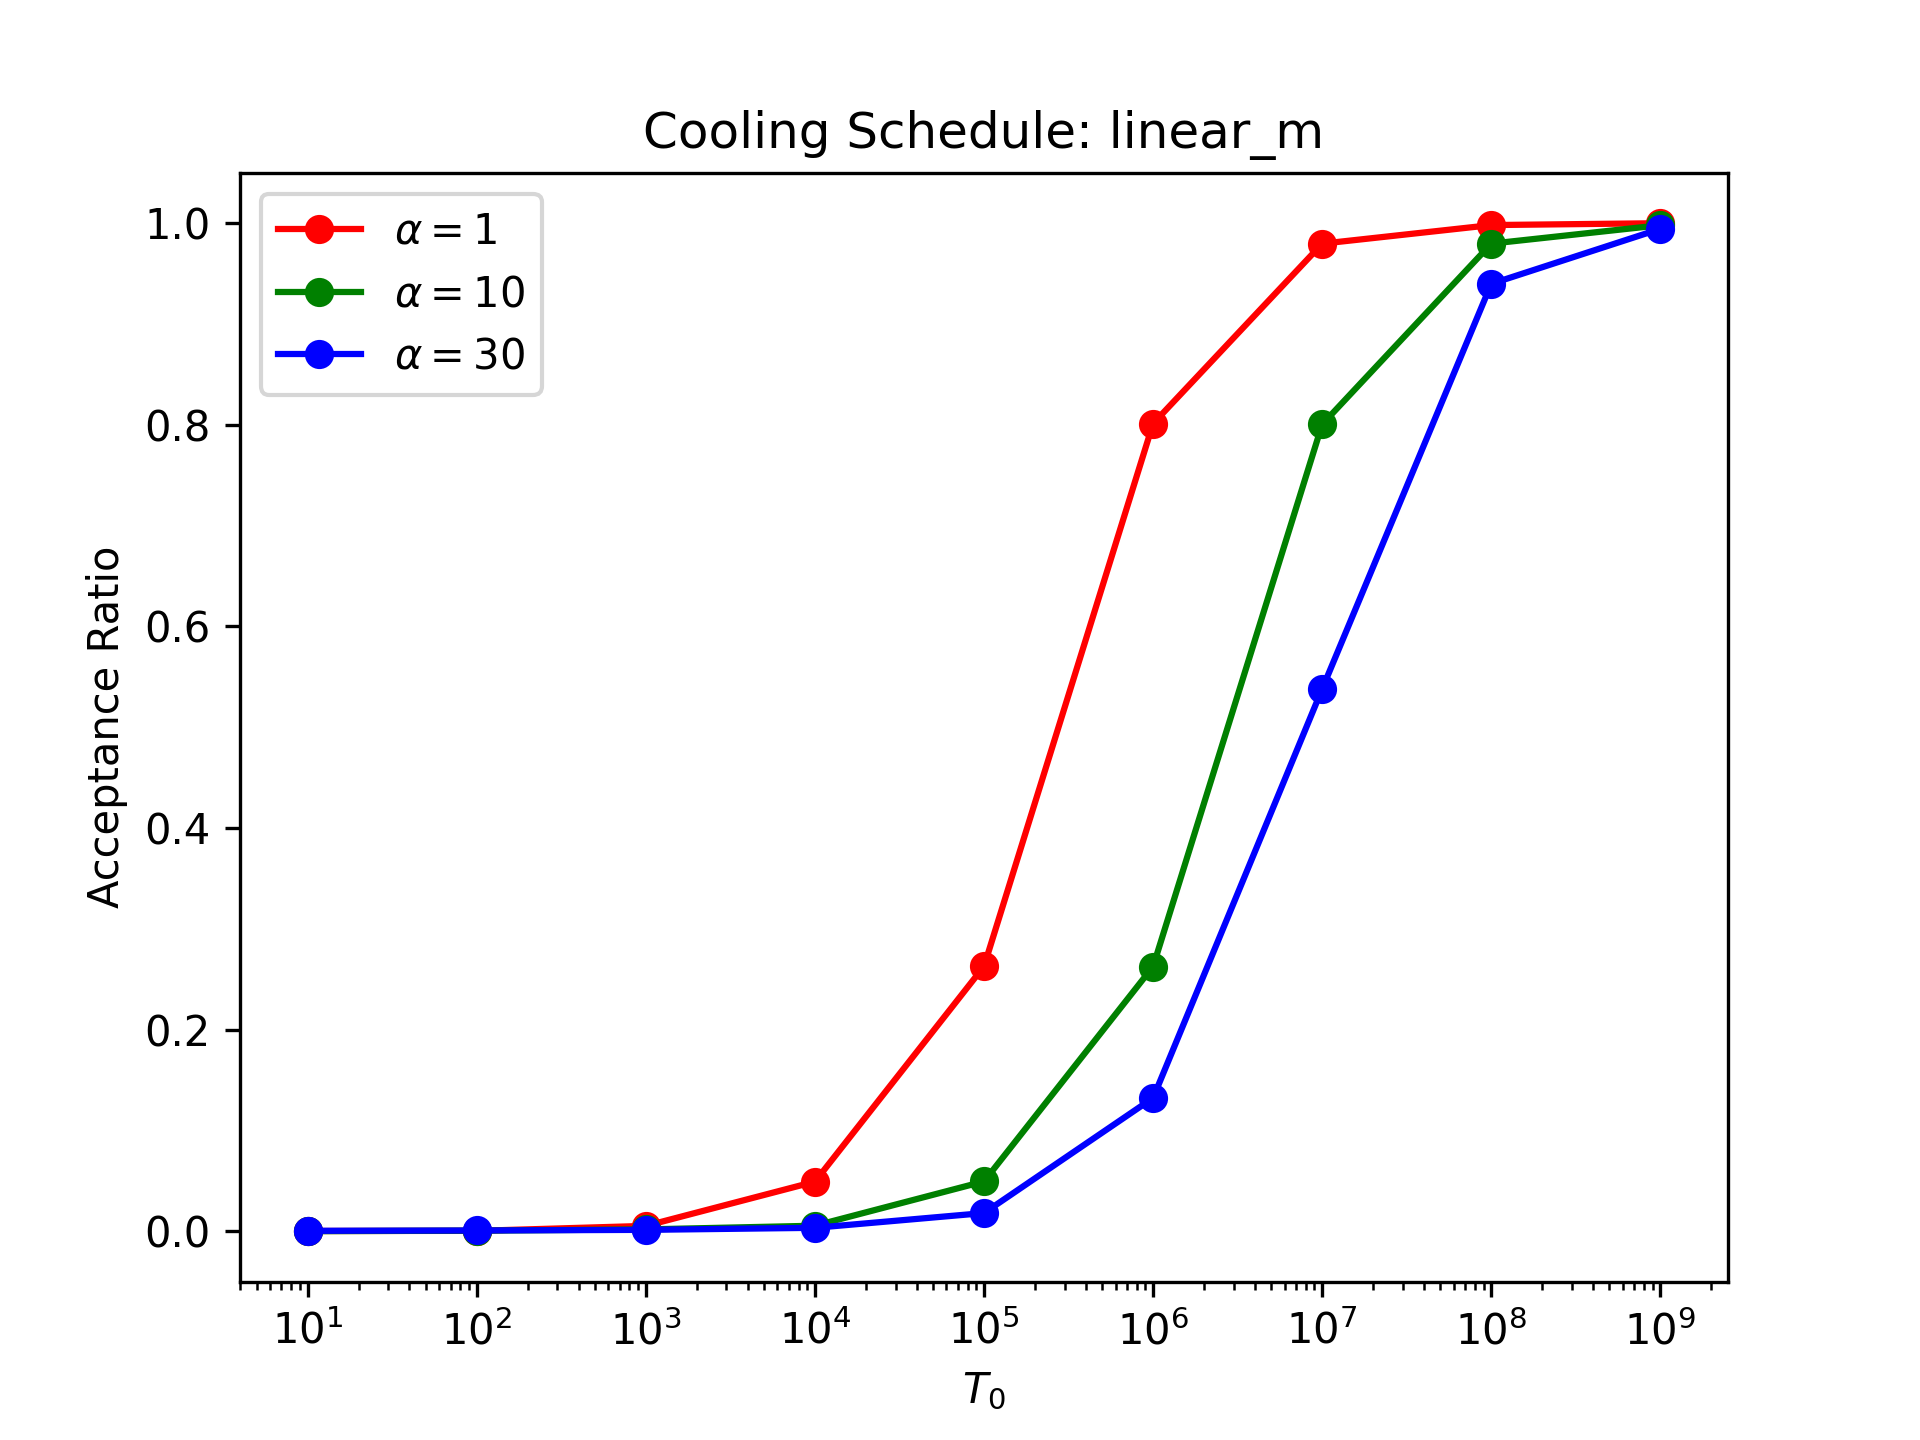 Cooling Schedule: linear_m
α = 1
α = 10
α = 30
1.0
0.8
0.6
0.4
0.2
0.0
Acceptance Ratio
10¹ 10² 10³ 10⁴ 10⁵ 10⁶ 10⁷ 10⁸ 10⁹
T₀